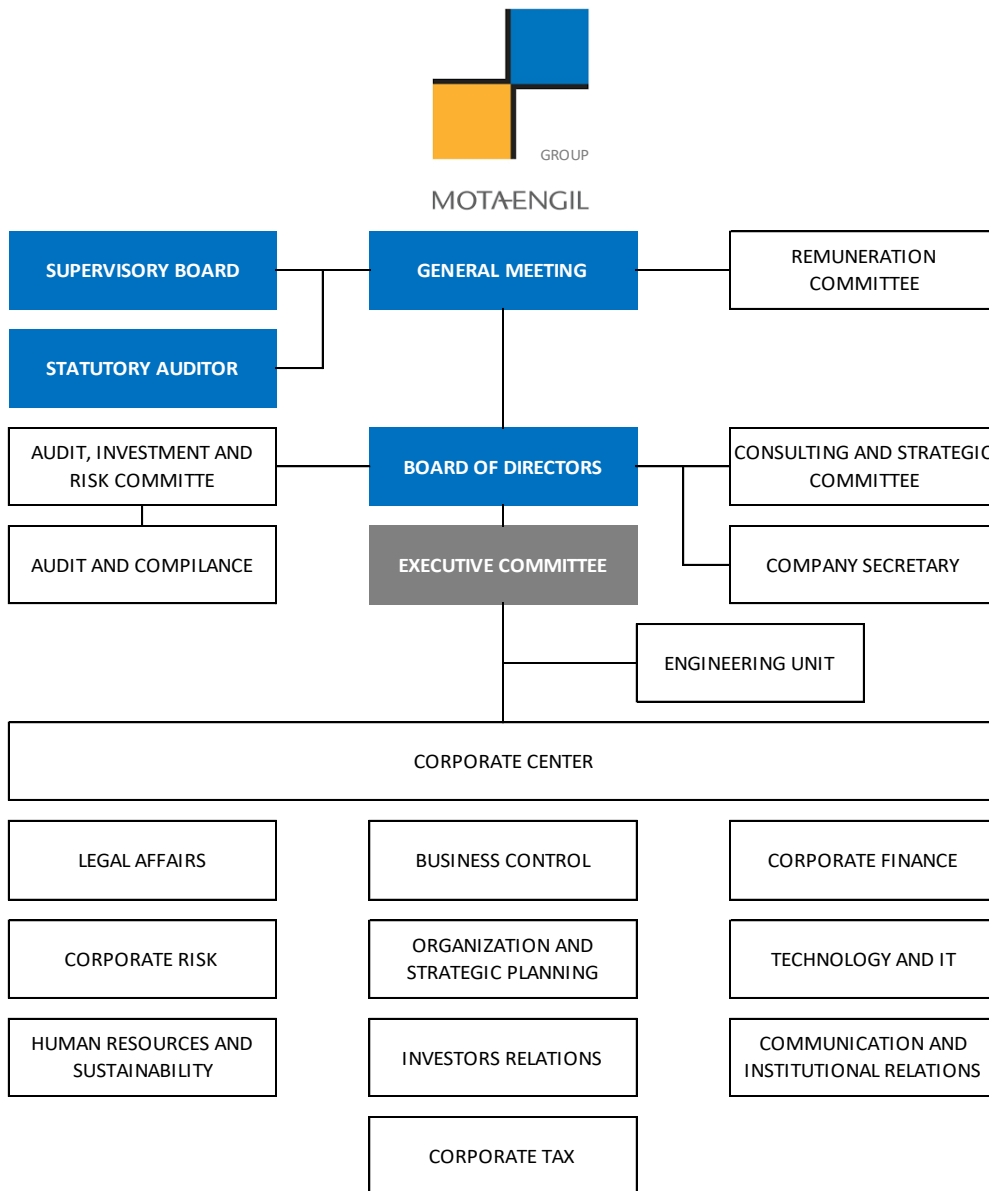 GROUP
MOTA-ENGIL
SUPERVISORY BOARD
GENERAL MEETING
REMUNERATION
COMMITTEE
STATUTORY AUDITOR
AUDIT, INVESTMENT AND
RISK COMMITTE
BOARD OF DIRECTORS
CONSULTING AND STRATEGIC
COMMITTEE
AUDIT AND COMPILANCE
EXECUTIVE COMMITTEE
COMPANY SECRETARY
ENGINEERING UNIT
CORPORATE CENTER
LEGAL AFFAIRS
BUSINESS CONTROL
CORPORATE FINANCE
CORPORATE RISK
ORGANIZATION AND
STRATEGIC PLANNING
TECHNOLOGY AND IT
HUMAN RESOURCES AND
SUSTAINABILITY
INVESTORS RELATIONS
COMMUNICATION AND
INSTITUTIONAL RELATIONS
CORPORATE TAX